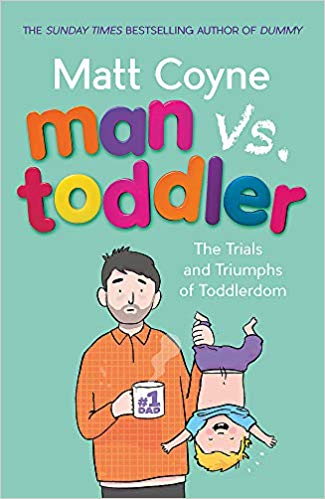 THE SUNDAY TIMES BESTSELLING AUTHOR OF DUMMY
Matt Coyne
man vs.
toddler
The Trials
and Triumphs
of Toddlerdom
#1
DAD